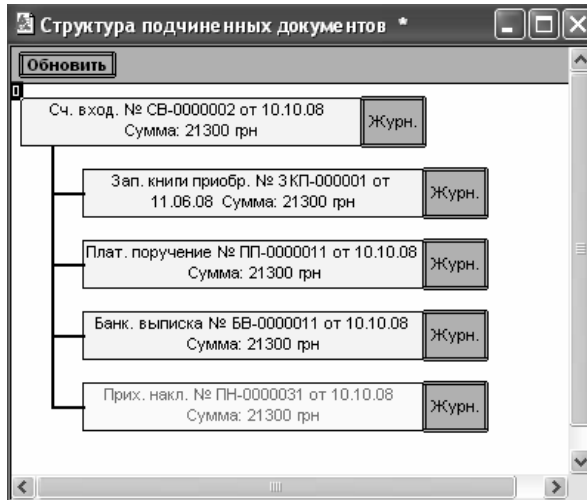 Структура подчиненных документов *
Обновить
Сч. вход. № СВ-0000002 от 10.10.08
Сумма: 21300 грн
Журн.
Зап. книги приобр. № ЗКП-000001 от
11.06.08 Сумма: 21300 грн
Журн.
Плат. поручение № ПП-0000011 от 10.10.08
Сумма: 21300 грн
Журн.
Банк. выписка № БВ-0000011 от 10.10.08
Сумма: 21300 грн
Журн.
Прих. накл. № ПН-0000031 от 10.10.08
Сумма: 21300 грн
Журн.